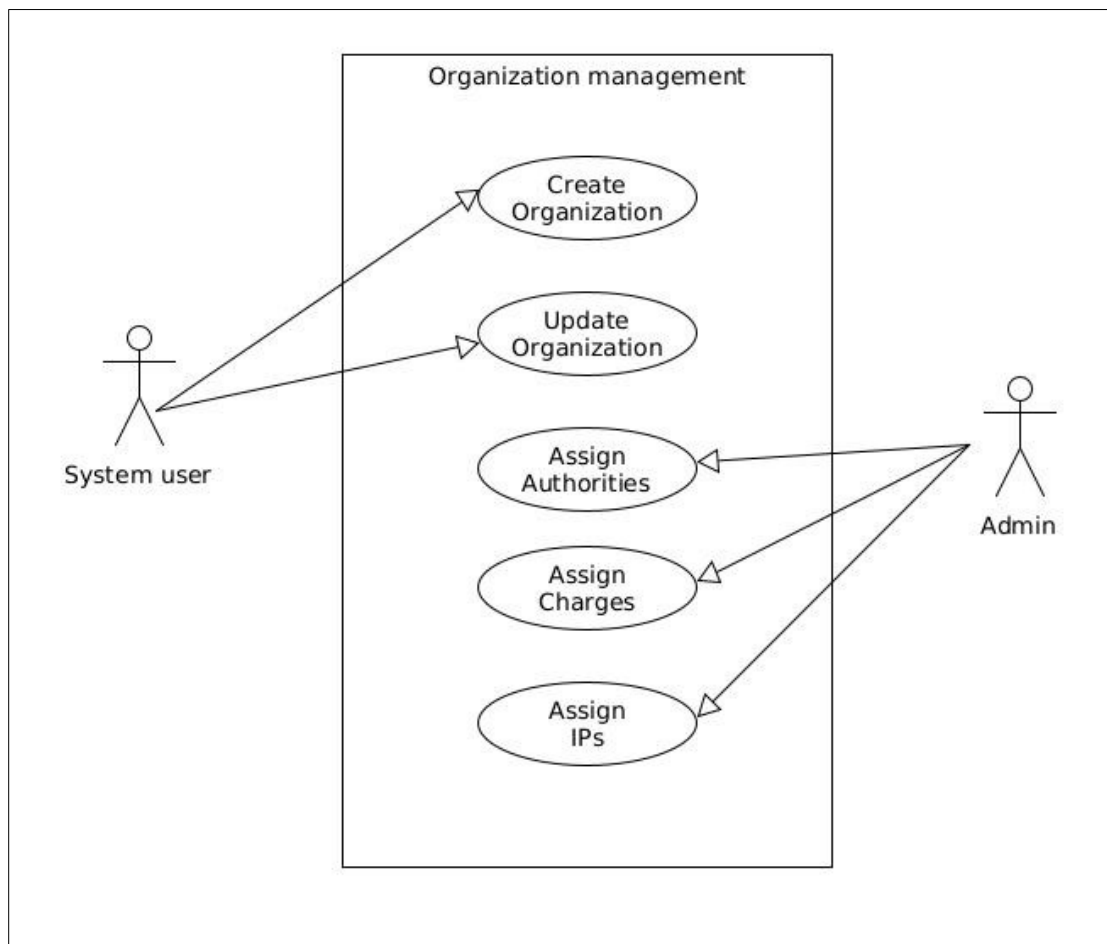 Organization management
Create
Organization
Update
Organization
System user
Assign
Authorities
Admin
Assign
Charges
Assign
IPs